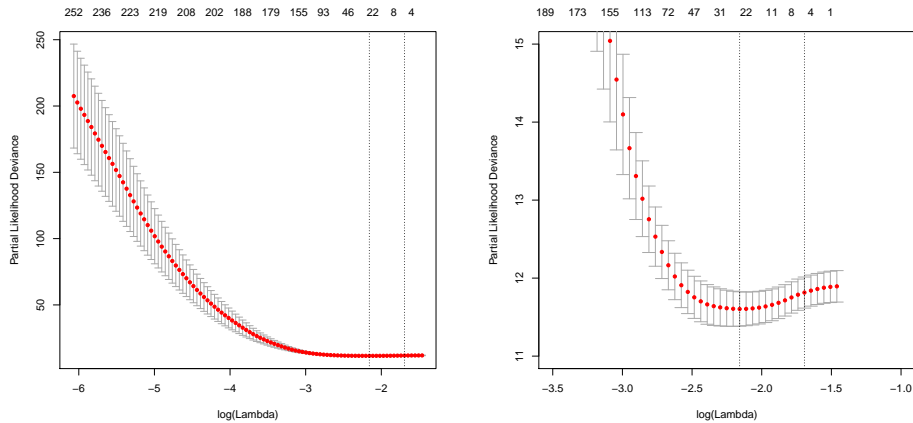 252 236 223 219 208 202 188 179 155 93 46 22 8 4
250
200
150
100
50
Partial Likelihood Deviance
−6 −5 −4 −3 −2
log(Lambda)
189 173 155 113 72 47 31 22 11 8 4 1
15
14
13
12
11
Partial Likelihood Deviance
−3.5 −3.0 −2.5 −2.0 −1.5 −1.0
log(Lambda)